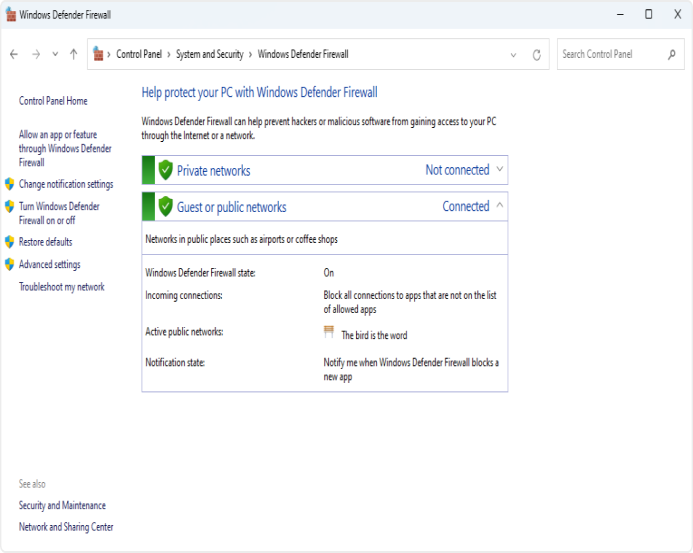 Windows Defender Firewall
Control Panel › System and Security › Windows Defender Firewall
Search Control Panel
Control Panel Home
Allow an app or feature
through Windows Defender
Firewall
Change notification settings
Turn Windows Defender
Firewall on or off
Restore defaults
Advanced settings
Troubleshoot my network
Help protect your PC with Windows Defender Firewall
Windows Defender Firewall can help prevent hackers or malicious software from gaining access to your PC
through the Internet or a network.
Private networks Not connected
Guest or public networks Connected
Networks in public places such as airports or coffee shops
Windows Defender Firewall state: On
Incoming connections: Block all connections to apps that are not on the list
of allowed apps
Active public networks: The bird is the word
Notification state: Notify me when Windows Defender Firewall blocks a
new app
See also
Security and Maintenance
Network and Sharing Center